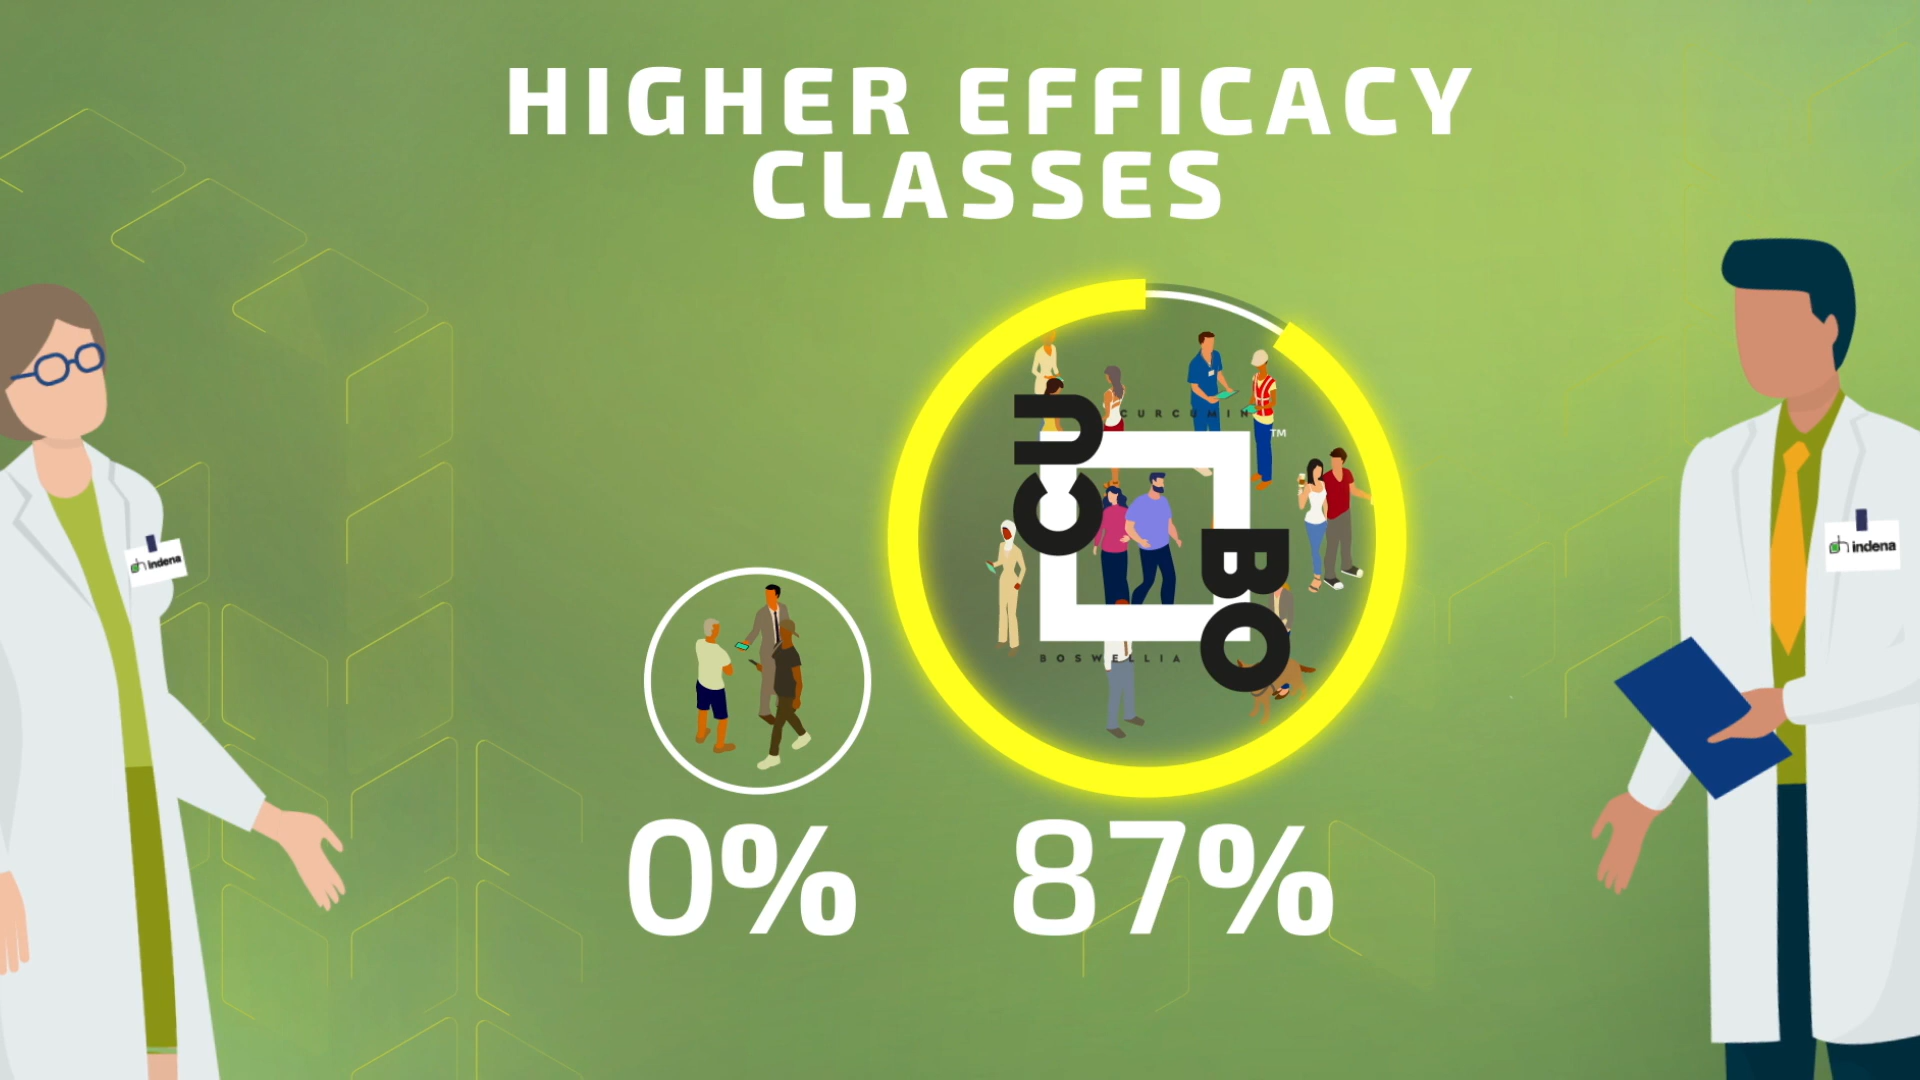 HIGHER EFFICACY
CLASSES
CURCUMIN
CU
TM
BO
BOSWELLIA
indena
indena
0%
87%